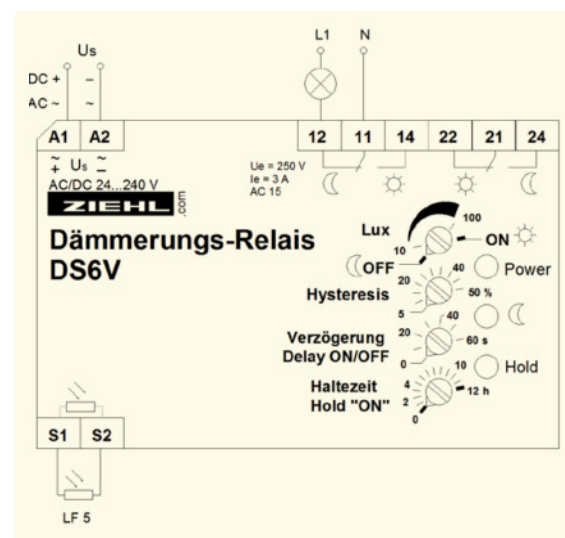 Us
L1 N
DC + –
AC ~ ~
A1 A2 12 11 14 22 21 24
~ Us ~
+ –
AC/DC 24...240 V
Ue = 250 V
Ie = 3 A
AC 15
ZIEHL.com
Dämmerungs-Relais
DS6V
Lux 10 100
OFF ON
Power
Hysteresis 5 20 40 50 %
Verzögerung
Delay ON/OFF 0 20 40 60 s
Hold
Haltezeit
Hold "ON" 0 2 4 10 12 h
S1 S2
LF 5